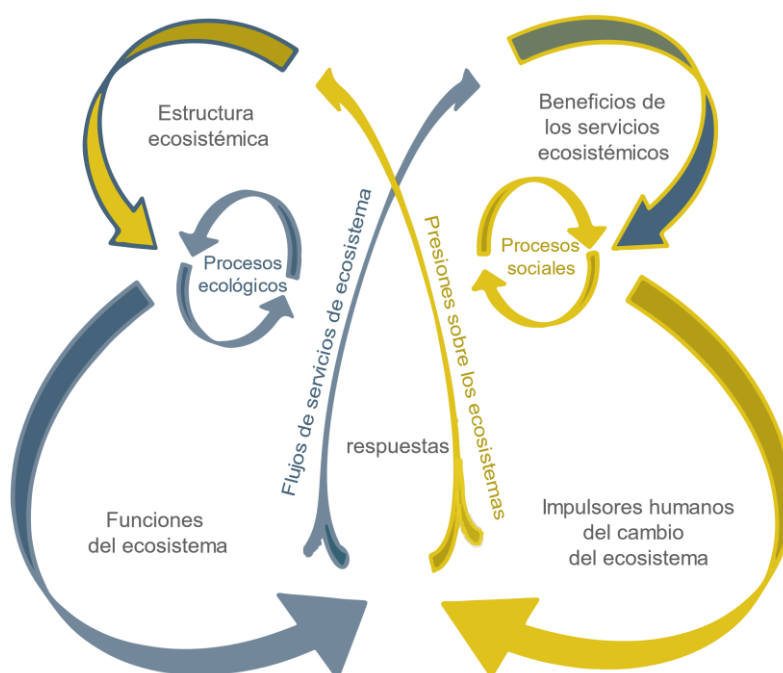 Estructura
ecosistémica
Beneficios de
los servicios
ecosistémicos
Procesos
ecológicos
Flujos de servicios de ecosistema
Presiones sobre los ecosistemas
Procesos
sociales
respuestas
Funciones
del ecosistema
Impulsores humanos
del cambio
del ecosistema